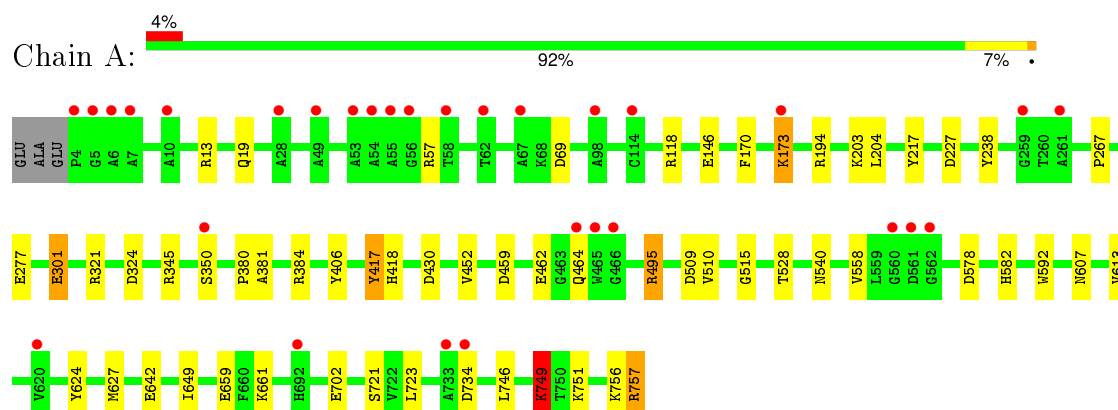 4%
Chain A:
92% 7% •
GLU ALA GLU P4 G5 A6 A7 A10 R13 Q19 A28 A49 A53 A54 A55 G56 R57 T58 T62 A67 K68 D69 A98 C114 R118 E146 F170 K173 R194 K203 L204 Y217 D227 Y238 G259 T260 A261 P267
E277 E301 R321 D324 R345 S350 P380 A381 R384 Y406 Y417 H418 D430 V452 D459 E462 G463 Q464 W465 G466 R495 D509 V510 G515 T528 N540 V558 L559 G560 D561 G562 D578 H582 W592 N607 V613
V620 Y624 M627 E642 I649 E659 F660 K661 H692 E702 S721 V722 L723 A733 D734 L746 K749 T750 K751 K756 R757